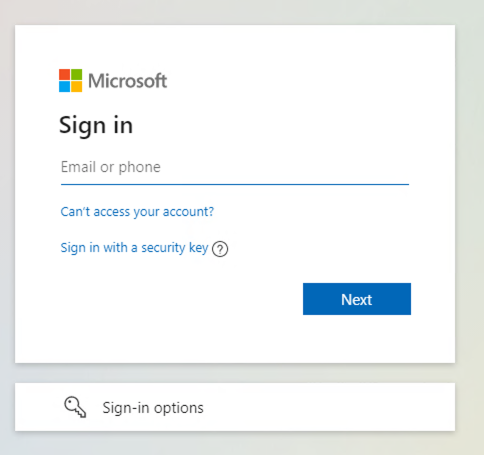 Microsoft
Sign in
Email or phone
Can't access your account?
Sign in with a security key
Next
Sign-in options